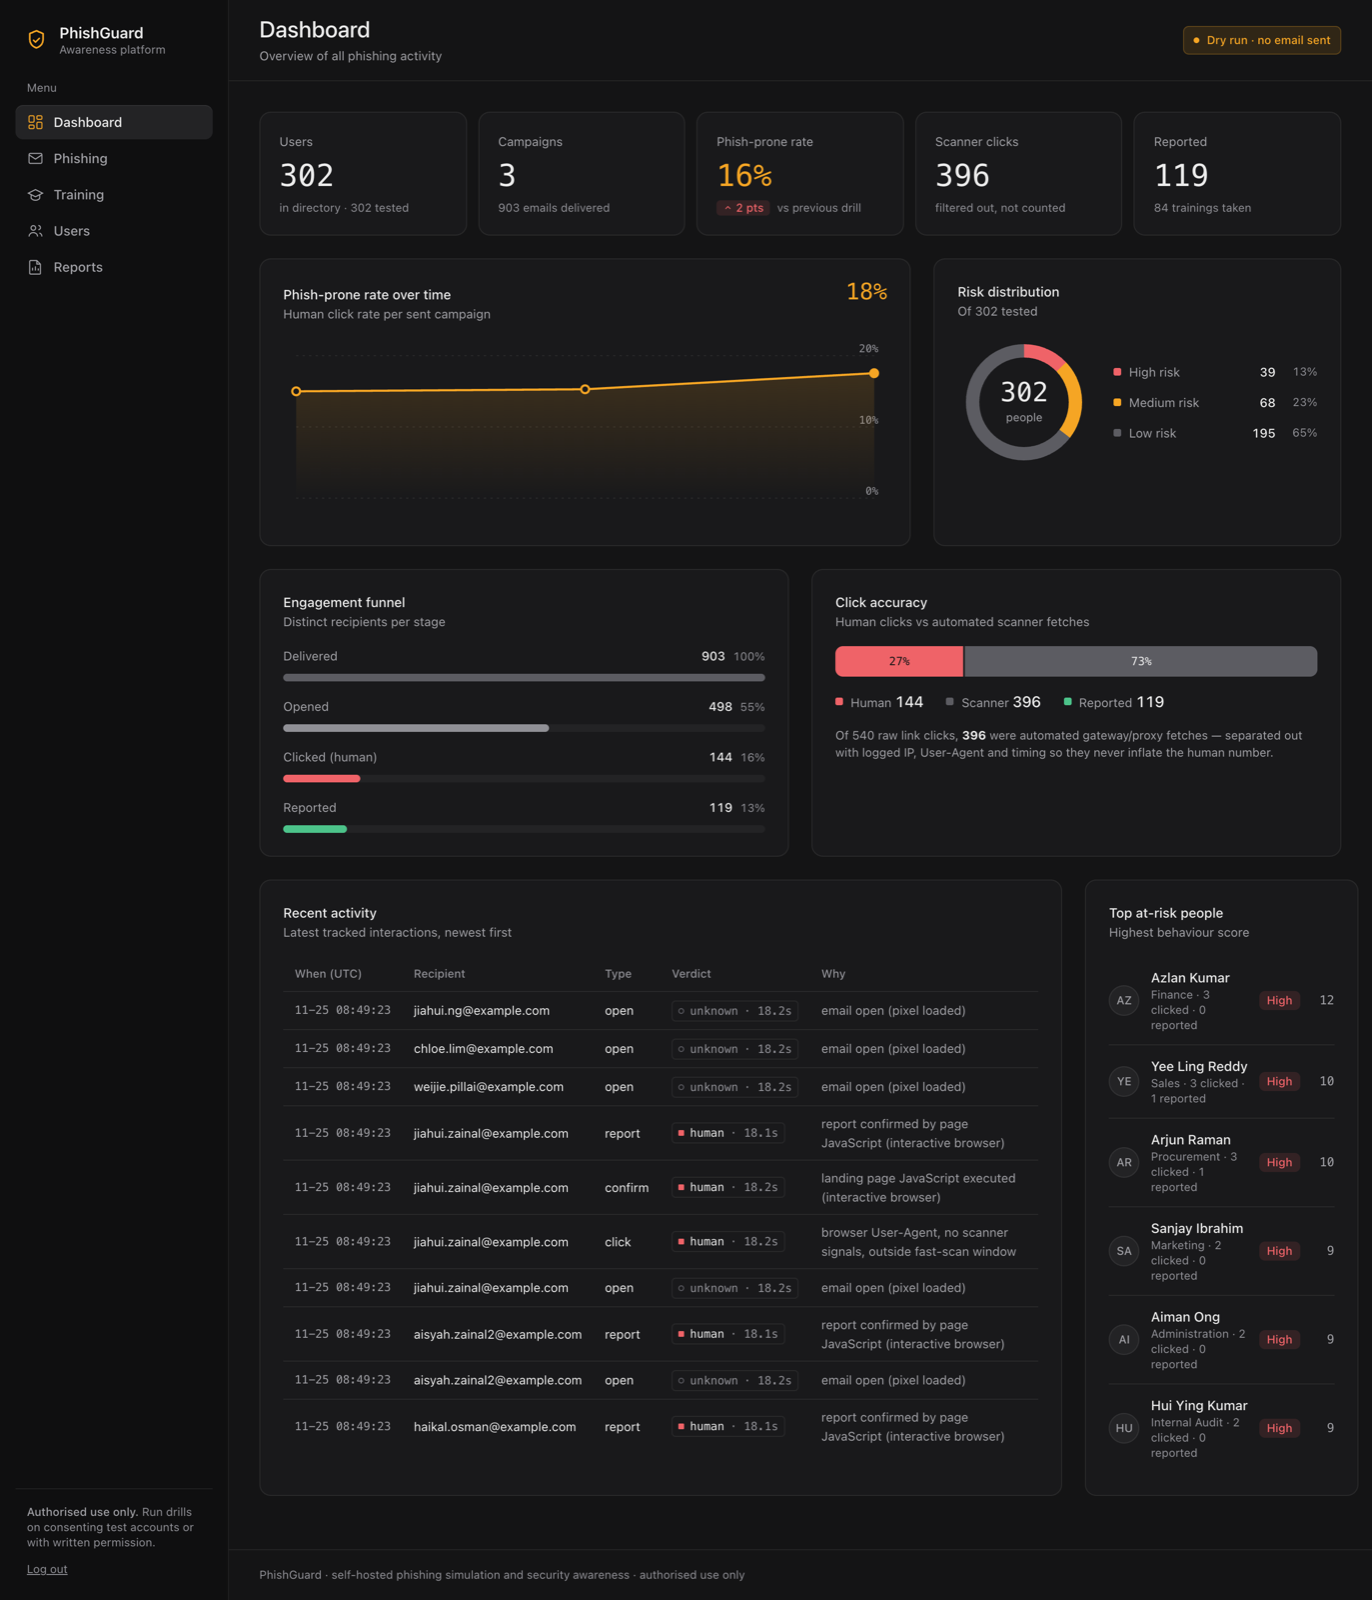 PhishGuard
Awareness platform
Menu
Dashboard
Phishing
Training
Users
Reports
Authorised use only. Run drills
on consenting test accounts or
with written permission.
Log out
Dashboard
Overview of all phishing activity
Dry run · no email sent
Users
302
in directory · 302 tested
Campaigns
3
903 emails delivered
Phish-prone rate
16%
2 pts vs previous drill
Scanner clicks
396
filtered out, not counted
Reported
119
84 trainings taken
Phish-prone rate over time
Human click rate per sent campaign
18%
20%
10%
0%
Risk distribution
Of 302 tested
302
people
High risk 39 13%
Medium risk 68 23%
Low risk 195 65%
Engagement funnel
Distinct recipients per stage
Delivered 903 100%
Opened 498 55%
Clicked (human) 144 16%
Reported 119 13%
Click accuracy
Human clicks vs automated scanner fetches
27% 73%
Human 144 Scanner 396 Reported 119
Of 540 raw link clicks, 396 were automated gateway/proxy fetches — separated out
with logged IP, User-Agent and timing so they never inflate the human number.
Recent activity
Latest tracked interactions, newest first
When (UTC) Recipient Type Verdict Why
11-25 08:49:23 jiahui.ng@example.com open unknown · 18.2s email open (pixel loaded)
11-25 08:49:23 chloe.lim@example.com open unknown · 18.2s email open (pixel loaded)
11-25 08:49:23 weijie.pillai@example.com open unknown · 18.2s email open (pixel loaded)
11-25 08:49:23 jiahui.zainal@example.com report human · 18.1s report confirmed by page
JavaScript (interactive browser)
11-25 08:49:23 jiahui.zainal@example.com confirm human · 18.2s landing page JavaScript executed
(interactive browser)
11-25 08:49:23 jiahui.zainal@example.com click human · 18.2s browser User-Agent, no scanner
signals, outside fast-scan window
11-25 08:49:23 jiahui.zainal@example.com open unknown · 18.2s email open (pixel loaded)
11-25 08:49:23 aisyah.zainal2@example.com report human · 18.1s report confirmed by page
JavaScript (interactive browser)
11-25 08:49:23 aisyah.zainal2@example.com open unknown · 18.2s email open (pixel loaded)
11-25 08:49:23 haikal.osman@example.com report human · 18.1s report confirmed by page
JavaScript (interactive browser)
Top at-risk people
Highest behaviour score
Azlan Kumar
AZ Finance · 3 High 12
clicked · 0
reported
Yee Ling Reddy
YE Sales · 3 clicked · High 10
1 reported
Arjun Raman
AR Procurement · 3 High 10
clicked · 1
reported
Sanjay Ibrahim
SA Marketing · 2 High 9
clicked · 0
reported
Aiman Ong
AI Administration · 2 High 9
clicked · 0
reported
Hui Ying Kumar
HU Internal Audit · 2 High 9
clicked · 0
reported
PhishGuard · self-hosted phishing simulation and security awareness · authorised use only